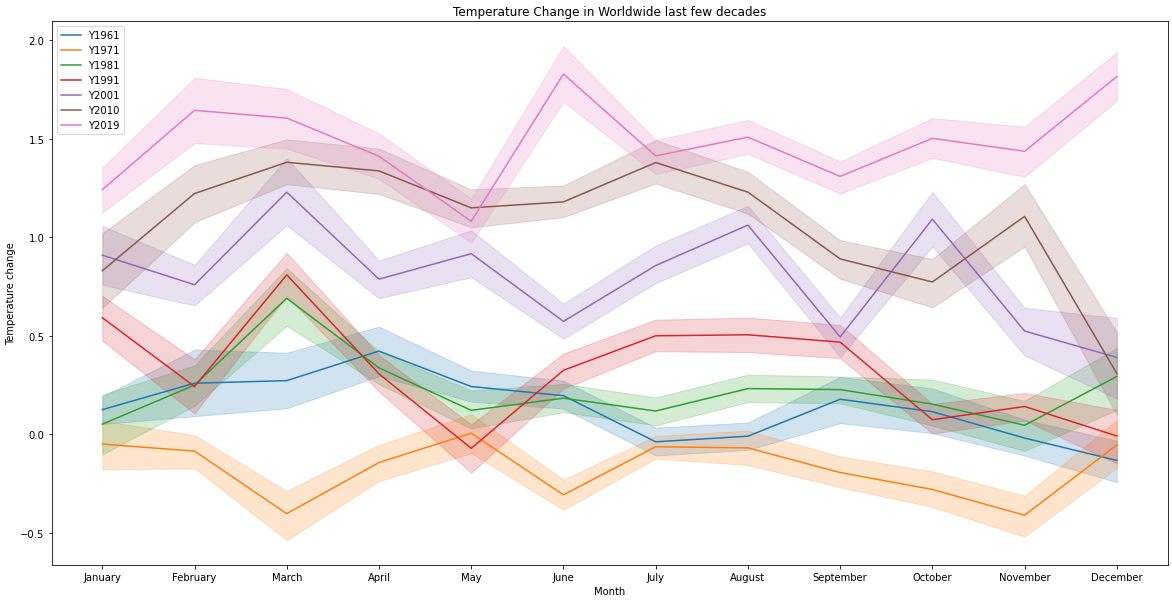 Temperature Change in Worldwide last few decades
Y1961
Y1971
Y1981
Y1991
Y2001
Y2010
Y2019
2.0
1.5
1.0
0.5
0.0
−0.5
Temperature change
January February March April May June July August September October November December
Month